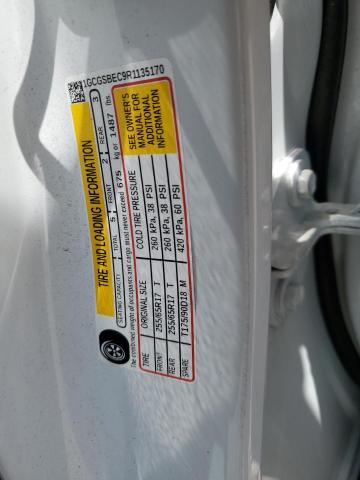 1GCGSBEC9R1135170
TIRE AND LOADING INFORMATION
SEATING CAPACITY: TOTAL 5 FRONT 2 REAR 3
The combined weight of occupants and cargo must never exceed 675 kg or 1487 lbs.
TIRE ORIGINAL SIZE COLD TIRE PRESSURE
FRONT 255/65R17 T 260 kPa, 38 PSI
REAR 255/65R17 T 260 kPa, 38 PSI
SPARE T175/90D18 M 420 kPa, 60 PSI
SEE OWNER'S
MANUAL FOR
ADDITIONAL
INFORMATION